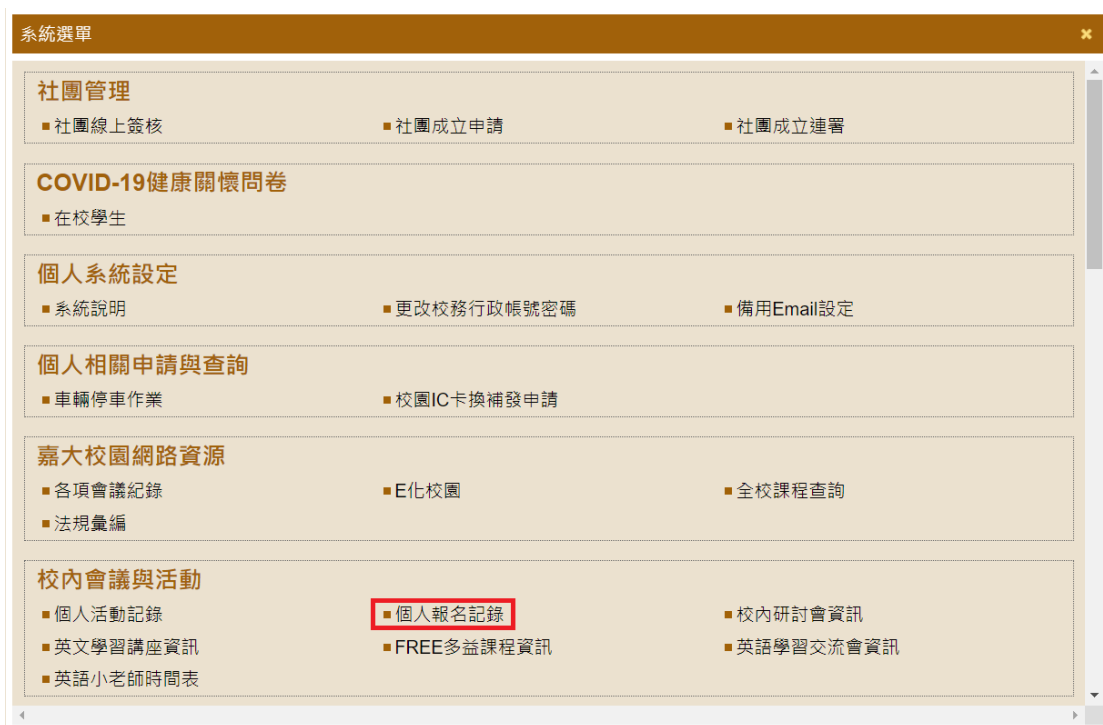 系統選單
社團管理
社團線上簽核 社團成立申請 社團成立連署
COVID-19健康關懷問卷
在校學生
個人系統設定
系統說明 更改校務行政帳號密碼 備用Email設定
個人相關申請與查詢
車輛停車作業 校園IC卡換補發申請
嘉大校園網路資源
各項會議紀錄 E化校園 全校課程查詢
法規彙編
校內會議與活動
個人活動記錄 個人報名記錄 校內研討會資訊
英文學習講座資訊 FREE多益課程資訊 英語學習交流會資訊
英語小老師時間表